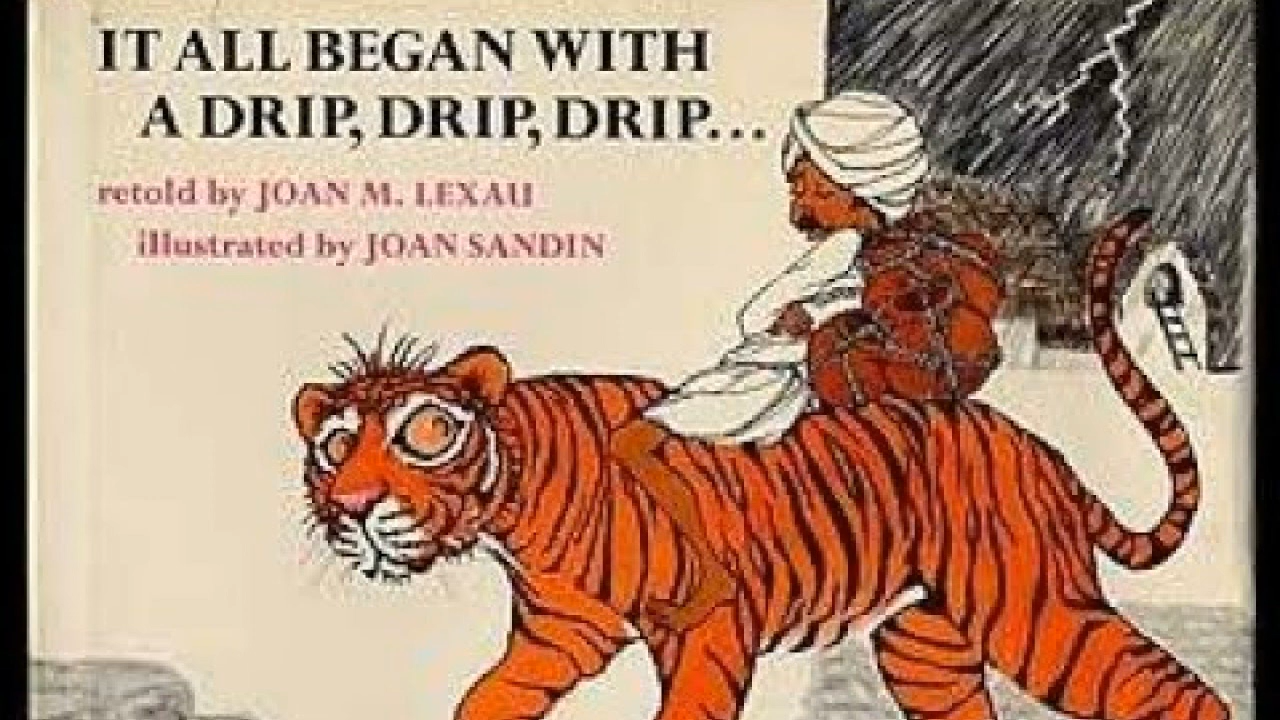 IT ALL BEGAN WITH
A DRIP, DRIP, DRIP...
retold by JOAN M. LEXAU
illustrated by JOAN SANDIN